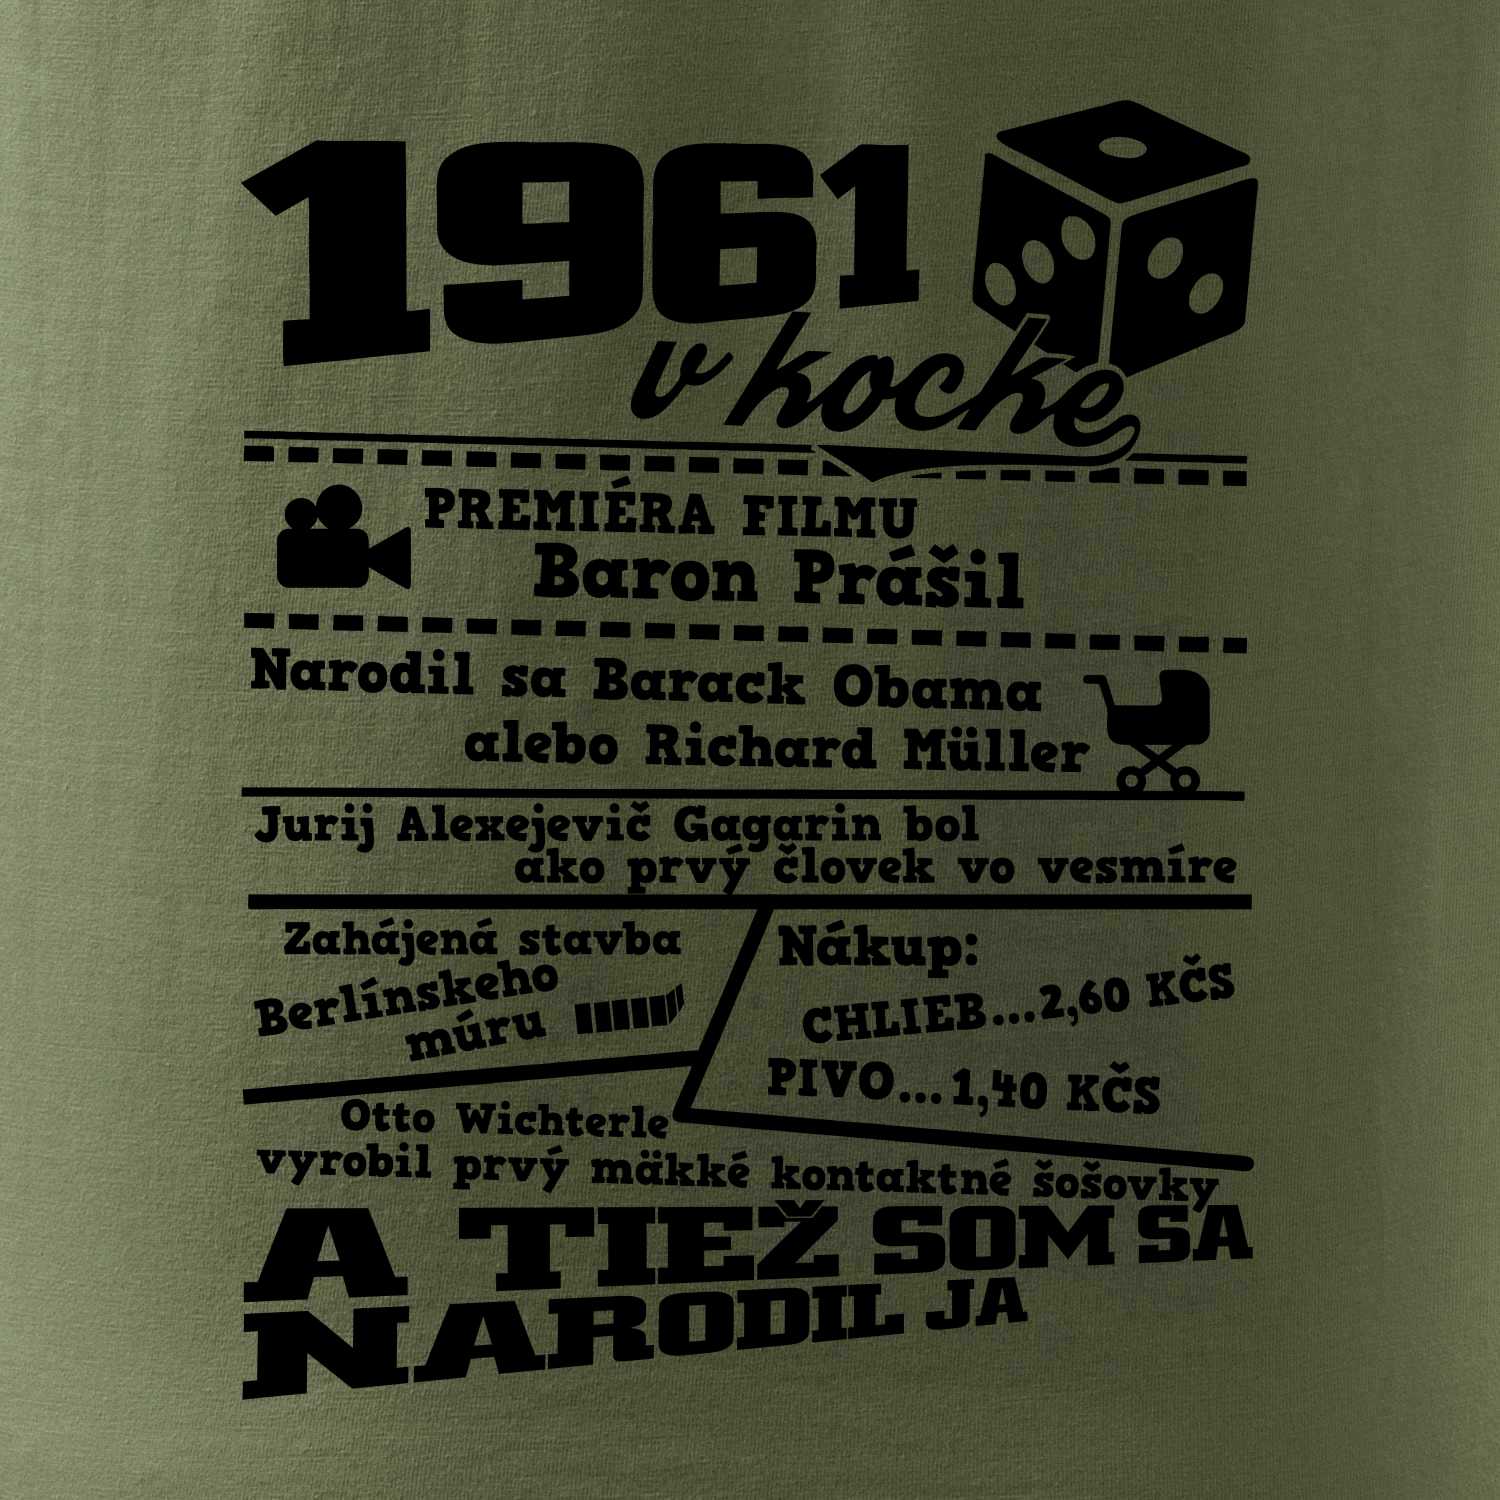 1961
v kocke
PREMIÉRA FILMU
Baron Prášil
Narodil sa Barack Obama
alebo Richard Müller
Jurij Alexejevič Gagarin bol
ako prvý človek vo vesmíre
Zahájená stavba
Berlínskeho
múru
Nákup:
CHLIEB...2,60 KČS
PIVO...1,40 KČS
Otto Wichterle
vyrobil prvý mäkké kontaktné šošovky
A TIEŽ SOM SA
NARODIL JA